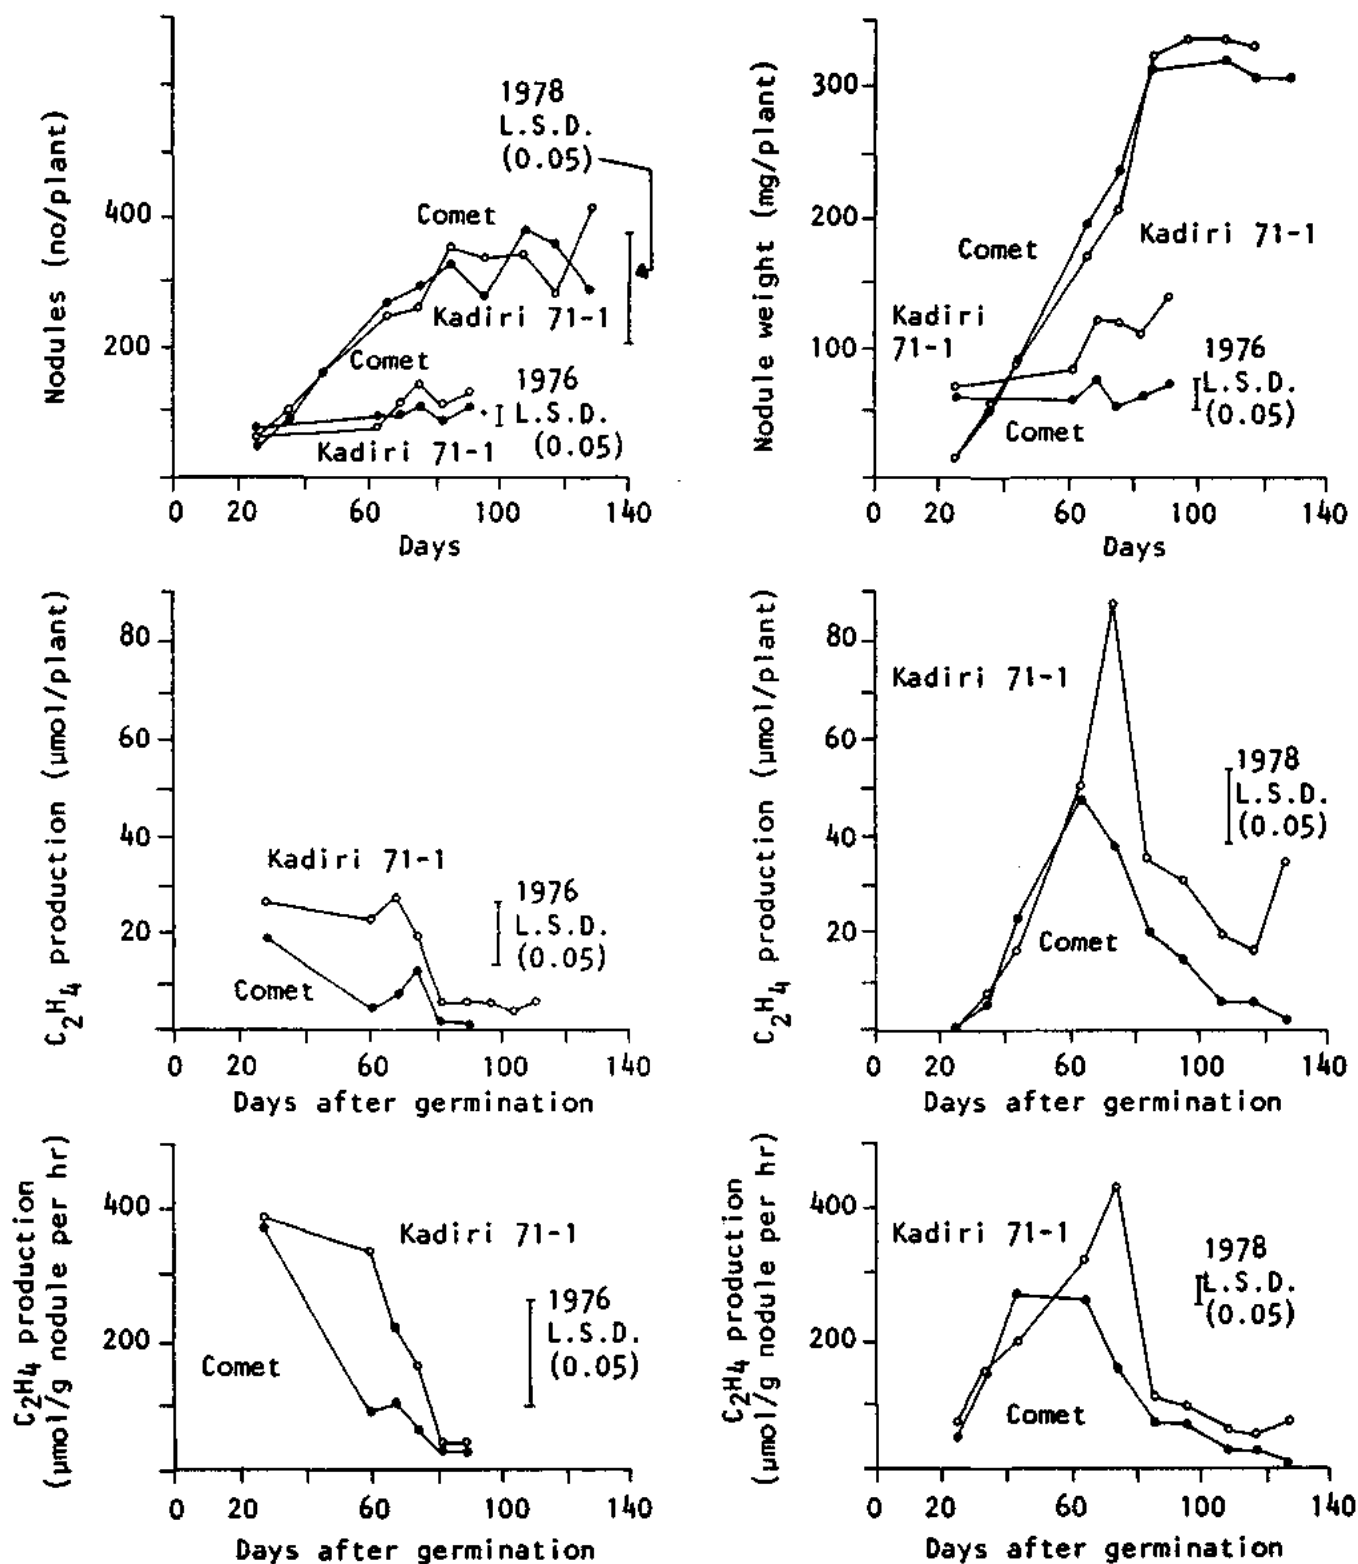 Nodules (no/plant)
400
200
1978
L.S.D.
(0.05)
Comet
Kadiri 71-1
Comet
1976
L.S.D.
(0.05)
Kadiri 71-1
0 20 60 100 140
Days
Nodule weight (mg/plant)
300
200
100
Comet
Kadiri 71-1
Kadiri
71-1
1976
L.S.D.
(0.05)
Comet
0 20 60 100 140
Days
C2H4 production (µmol/plant)
80
60
40
20
Kadiri 71-1
1976
L.S.D.
(0.05)
Comet
0 20 60 100 140
Days after germination
C2H4 production (µmol/plant)
80
60
40
20
Kadiri 71-1
1978
L.S.D.
(0.05)
Comet
0 20 60 100 140
Days after germination
C2H4 production
(µmol/g nodule per hr)
400
200
Kadiri 71-1
1976
L.S.D.
(0.05)
Comet
0 20 60 100 140
Days after germination
C2H4 production
(µmol/g nodule per hr)
400
200
Kadiri 71-1
1978
L.S.D.
(0.05)
Comet
0 20 60 100 140
Days after germination